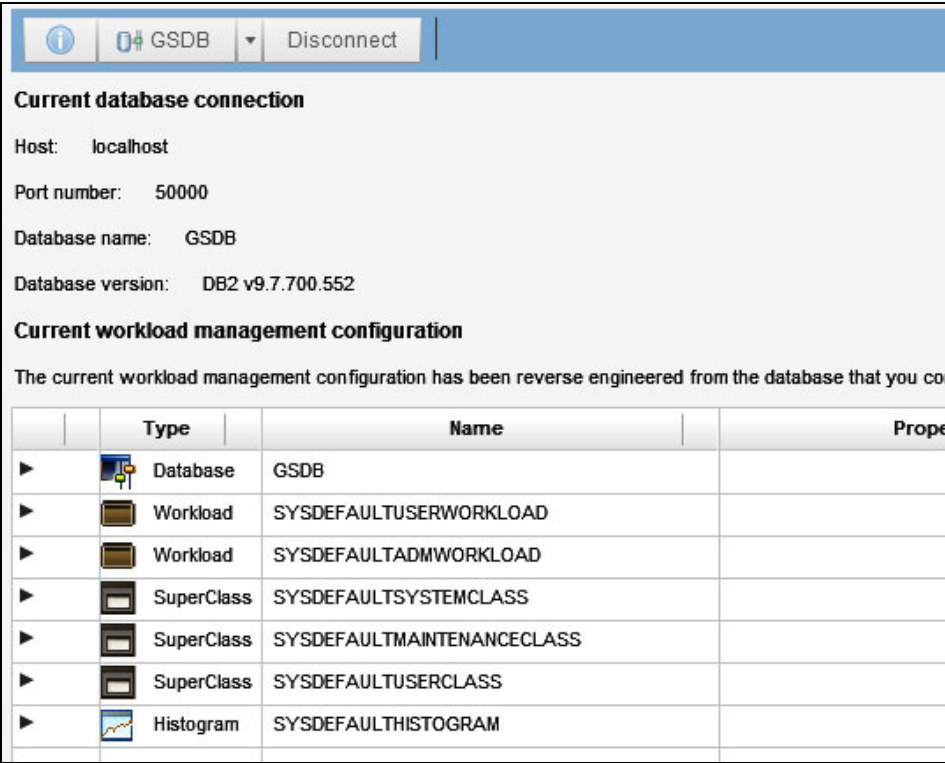 GSDB Disconnect
Current database connection
Host: localhost
Port number: 50000
Database name: GSDB
Database version: DB2 v9.7.700.552
Current workload management configuration
The current workload management configuration has been reverse engineered from the database that you
Type Name
Database GSDB
Workload SYSDEFAULTUSERWORKLOAD
Workload SYSDEFAULTADMWORKLOAD
SuperClass SYSDEFAULTSYSTEMCLASS
SuperClass SYSDEFAULTMAINTENANCECLASS
SuperClass SYSDEFAULTUSERCLASS
Histogram SYSDEFAULTHISTOGRAM